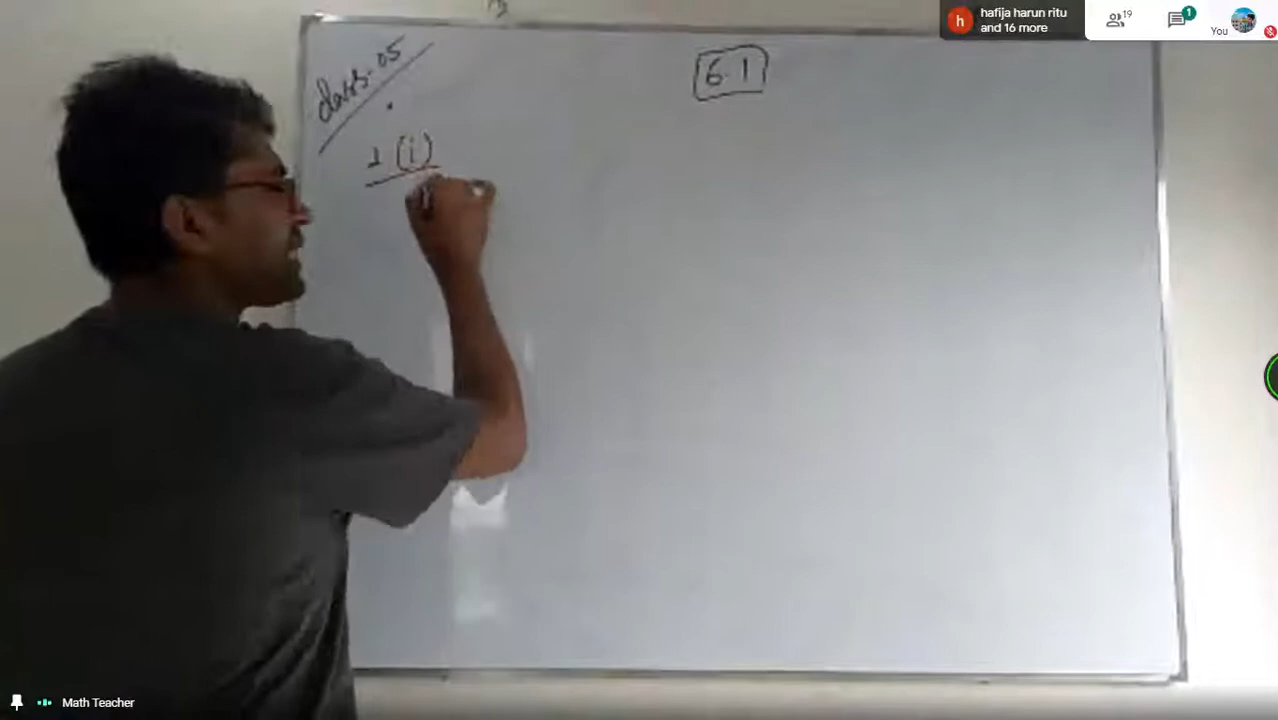 hafija harun ritu
and 16 more
19
1
You
h
6.1
class-05
1 (i)
Math Teacher